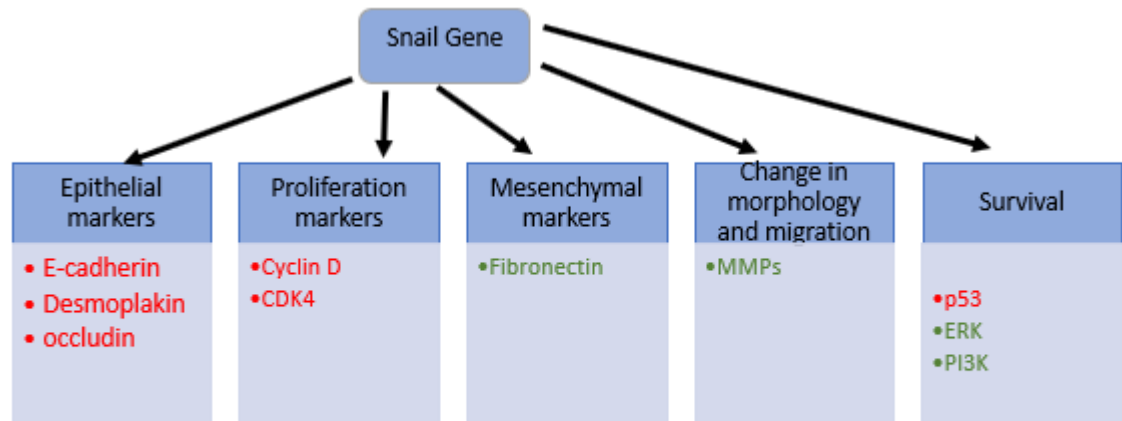 Snail Gene
Epithelial
markers
• E-cadherin
• Desmoplakin
• occludin
Proliferation
markers
•Cyclin D
•CDK4
Mesenchymal
markers
•Fibronectin
Change in
morphology
and migration
•MMPs
Survival
•p53
•ERK
•PI3K